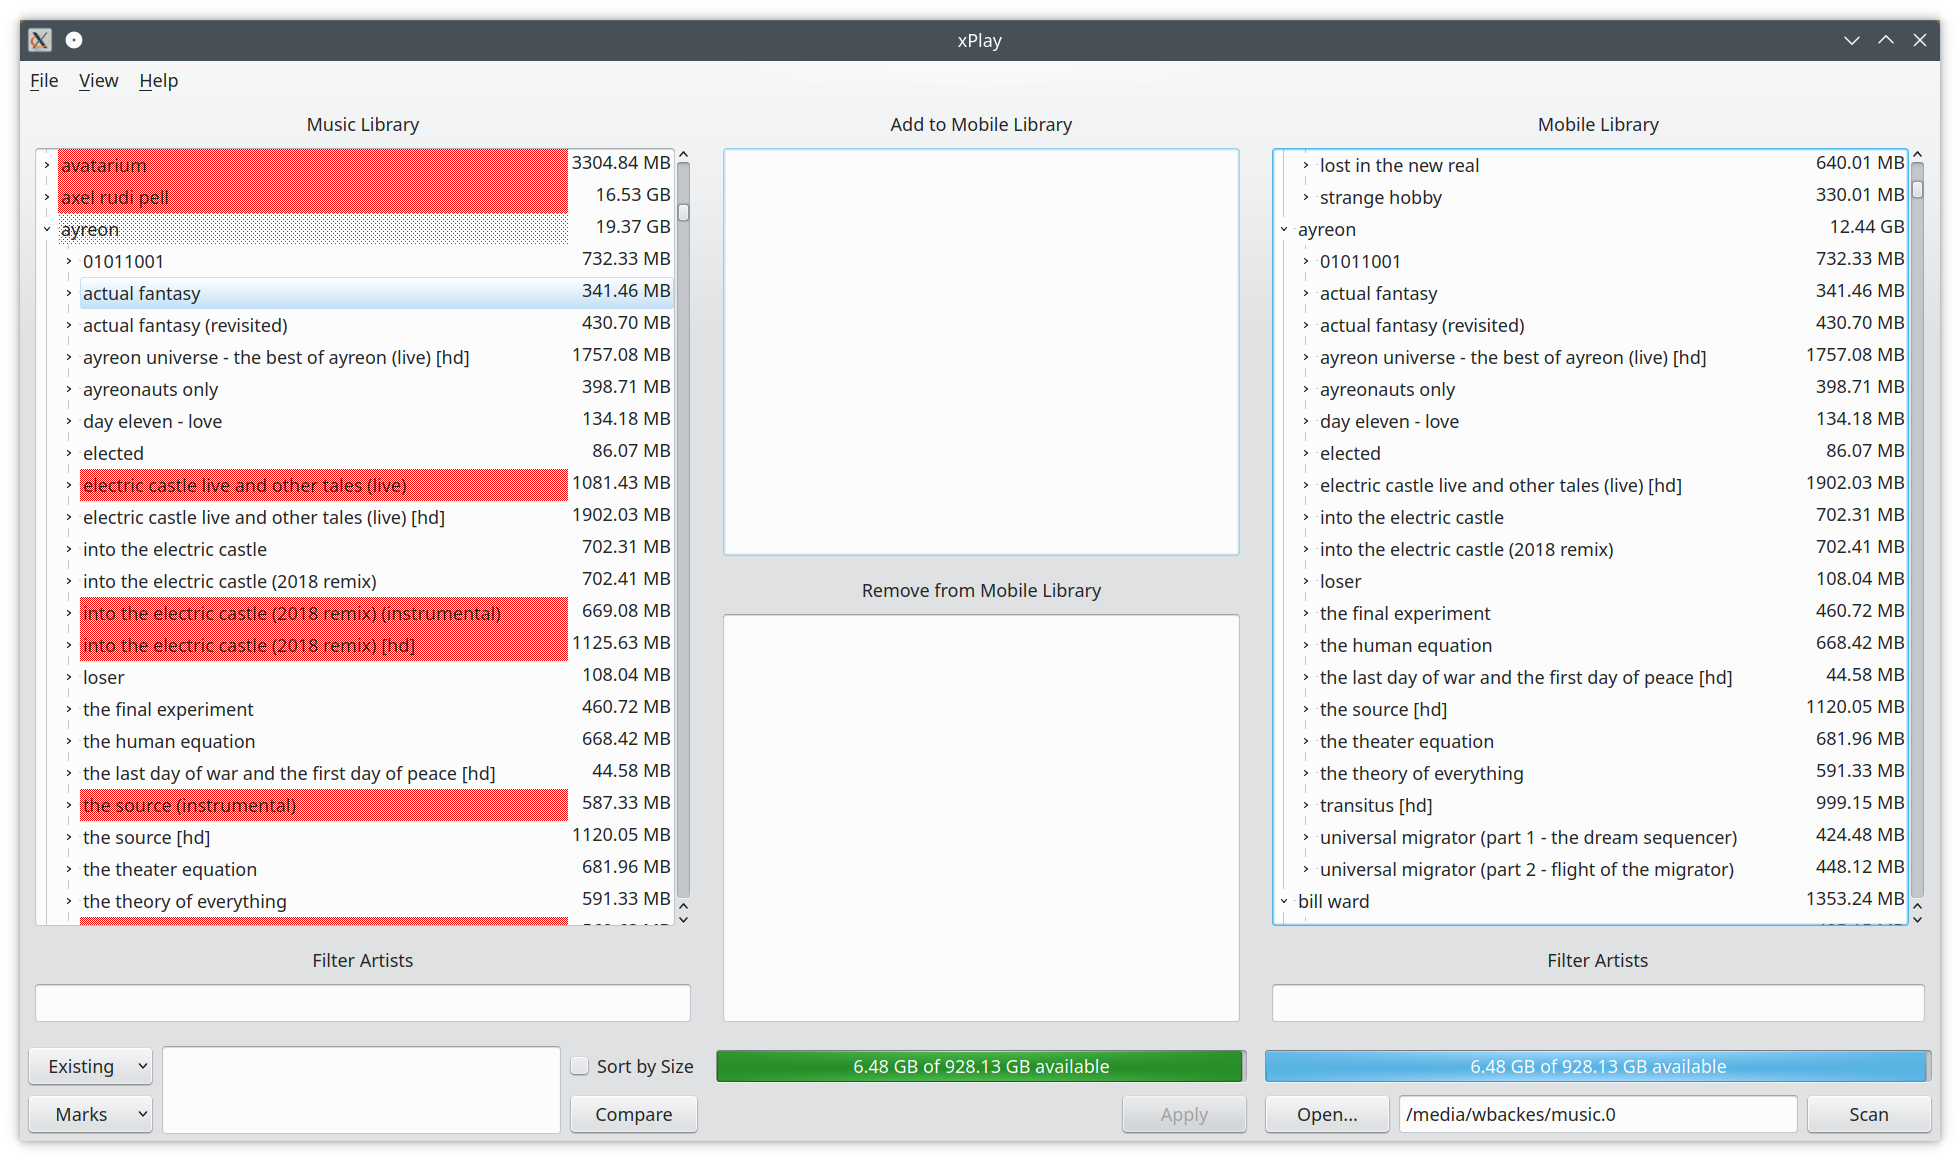 xPlay
File View Help
Music Library
avatarium 3304.84 MB
axel rudi pell 16.53 GB
ayreon 19.37 GB
01011001 732.33 MB
actual fantasy 341.46 MB
actual fantasy (revisited) 430.70 MB
ayreon universe - the best of ayreon (live) [hd] 1757.08 MB
ayreonauts only 398.71 MB
day eleven - love 134.18 MB
elected 86.07 MB
electric castle live and other tales (live) 1081.43 MB
electric castle live and other tales (live) [hd] 1902.03 MB
into the electric castle 702.31 MB
into the electric castle (2018 remix) 702.41 MB
into the electric castle (2018 remix) (instrumental) 669.08 MB
into the electric castle (2018 remix) [hd] 1125.63 MB
loser 108.04 MB
the final experiment 460.72 MB
the human equation 668.42 MB
the last day of war and the first day of peace [hd] 44.58 MB
the source (instrumental) 587.33 MB
the source [hd] 1120.05 MB
the theater equation 681.96 MB
the theory of everything 591.33 MB
Filter Artists
Existing
Marks
Sort by Size
Compare
Add to Mobile Library
Remove from Mobile Library
6.48 GB of 928.13 GB available
Apply
Mobile Library
lost in the new real 640.01 MB
strange hobby 330.01 MB
ayreon 12.44 GB
01011001 732.33 MB
actual fantasy 341.46 MB
actual fantasy (revisited) 430.70 MB
ayreon universe - the best of ayreon (live) [hd] 1757.08 MB
ayreonauts only 398.71 MB
day eleven - love 134.18 MB
elected 86.07 MB
electric castle live and other tales (live) [hd] 1902.03 MB
into the electric castle 702.31 MB
into the electric castle (2018 remix) 702.41 MB
loser 108.04 MB
the final experiment 460.72 MB
the human equation 668.42 MB
the last day of war and the first day of peace [hd] 44.58 MB
the source [hd] 1120.05 MB
the theater equation 681.96 MB
the theory of everything 591.33 MB
transitus [hd] 999.15 MB
universal migrator (part 1 - the dream sequencer) 424.48 MB
universal migrator (part 2 - flight of the migrator) 448.12 MB
bill ward 1353.24 MB
Filter Artists
6.48 GB of 928.13 GB available
Open... /media/wbackes/music.0 Scan